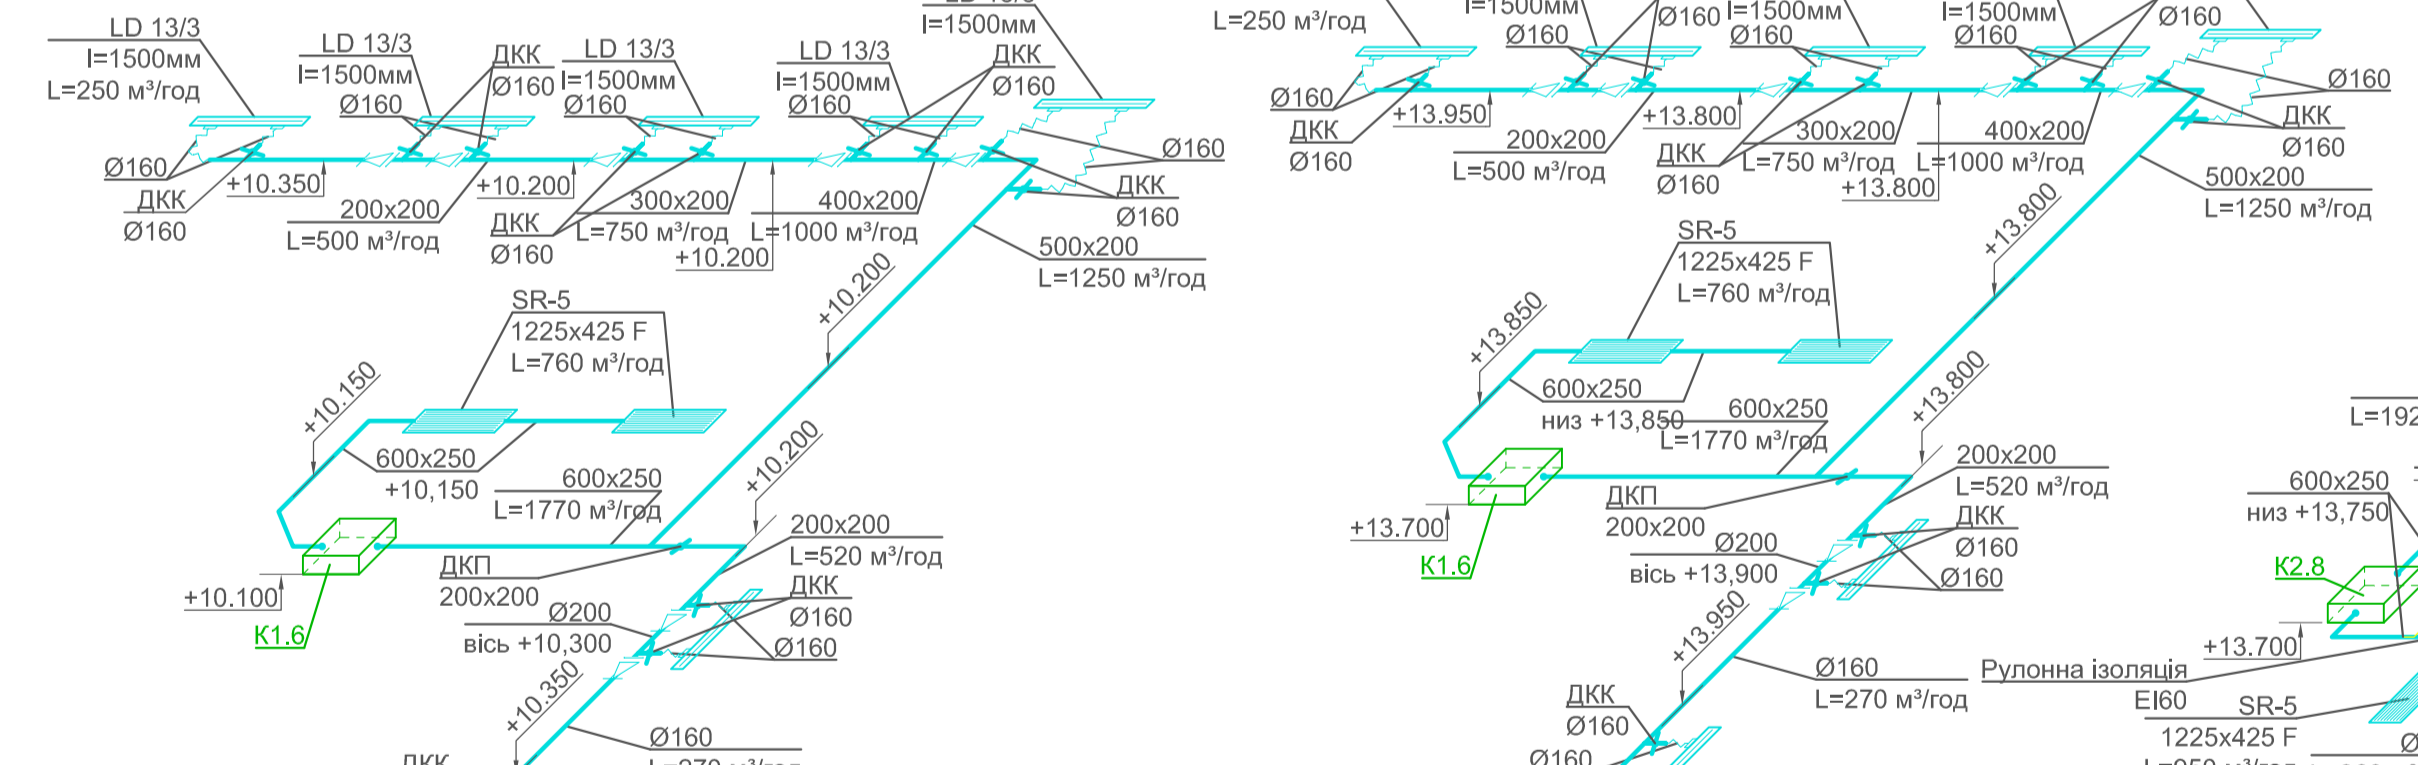 LD 13/3
l=1500мм
L=250 м³/год
LD 13/3
l=1500мм
Ø160
ДКК
Ø160
LD 13/3
l=1500мм
Ø160
LD 13/3
l=1500мм
Ø160
ДКК
Ø160
l=1500мм
Ø160
ДКК
Ø160
+10.350
200x200
L=500 м³/год
+10.200
ДКК
Ø160
300x200
L=750 м³/год
+10.200
400x200
L=1000 м³/год
Ø160
ДКК
Ø160
500x200
L=1250 м³/год
+10.200
SR-5
1225x425 F
L=760 м³/год
+10.150
600x250
+10,150
600x250
L=1770 м³/год
+10.200
200x200
L=520 м³/год
ДКП
200x200
ДКК
Ø160
Ø160
Ø200
вісь +10,300
+10.100
К1.6
+10.350
Ø160
L=270 м³/год
ДКК
L=250 м³/год
l=1500мм
Ø160
Ø160
l=1500мм
Ø160
l=1500мм
Ø160
Ø160
Ø160
ДКК
Ø160
+13.950
200x200
L=500 м³/год
+13.800
ДКК
Ø160
300x200
L=750 м³/год
+13.800
400x200
L=1000 м³/год
Ø160
ДКК
Ø160
500x200
L=1250 м³/год
+13.800
SR-5
1225x425 F
L=760 м³/год
+13.850
600x250
низ +13,850
600x250
L=1770 м³/год
+13.800
200x200
L=520 м³/год
ДКП
200x200
ДКК
Ø160
Ø160
Ø200
вісь +13,900
+13.700
К1.6
+13.950
Ø160
L=270 м³/год
ДКК
Ø160
Ø160
L=192
600x250
низ +13,750
К2.8
+13.700
Рулонна ізоляція
EI60
SR-5
1225x425 F